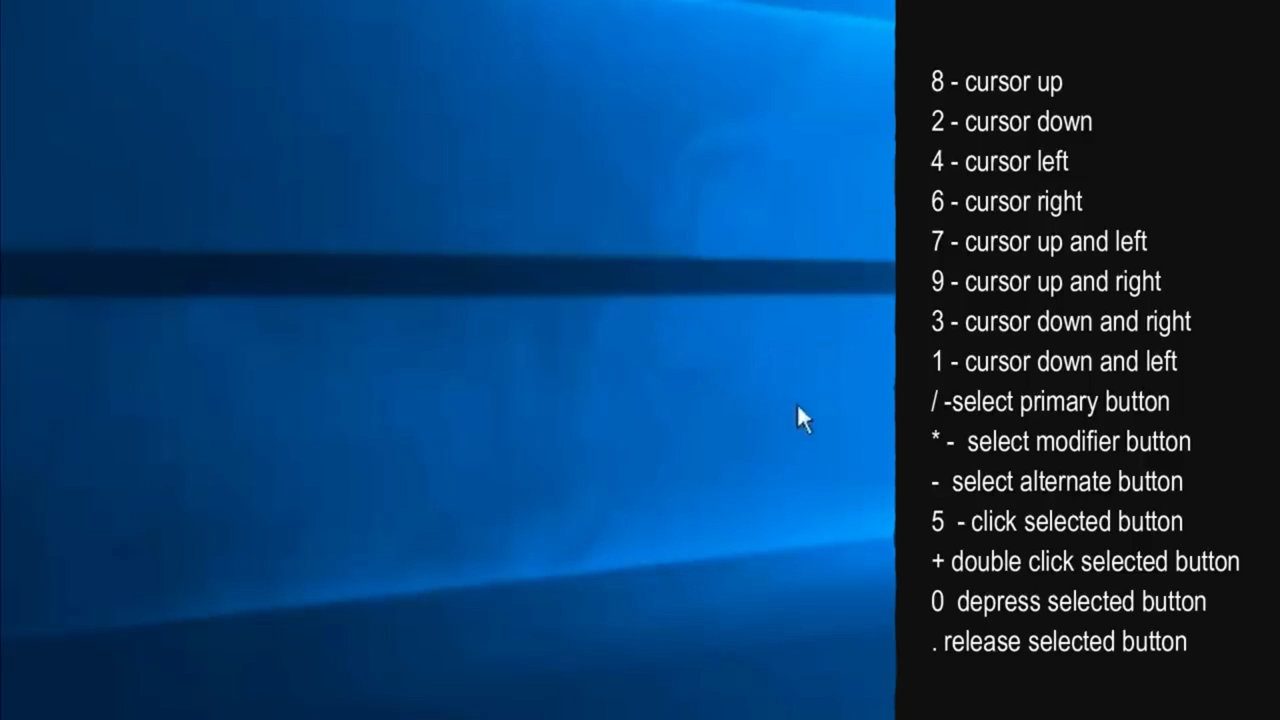 8 - cursor up
2 - cursor down
4 - cursor left
6 - cursor right
7 - cursor up and left
9 - cursor up and right
3 - cursor down and right
1 - cursor down and left
/ -select primary button
* -  select modifier button
-  select alternate button
5  - click selected button
+ double click selected button
0  depress selected button
. release selected button